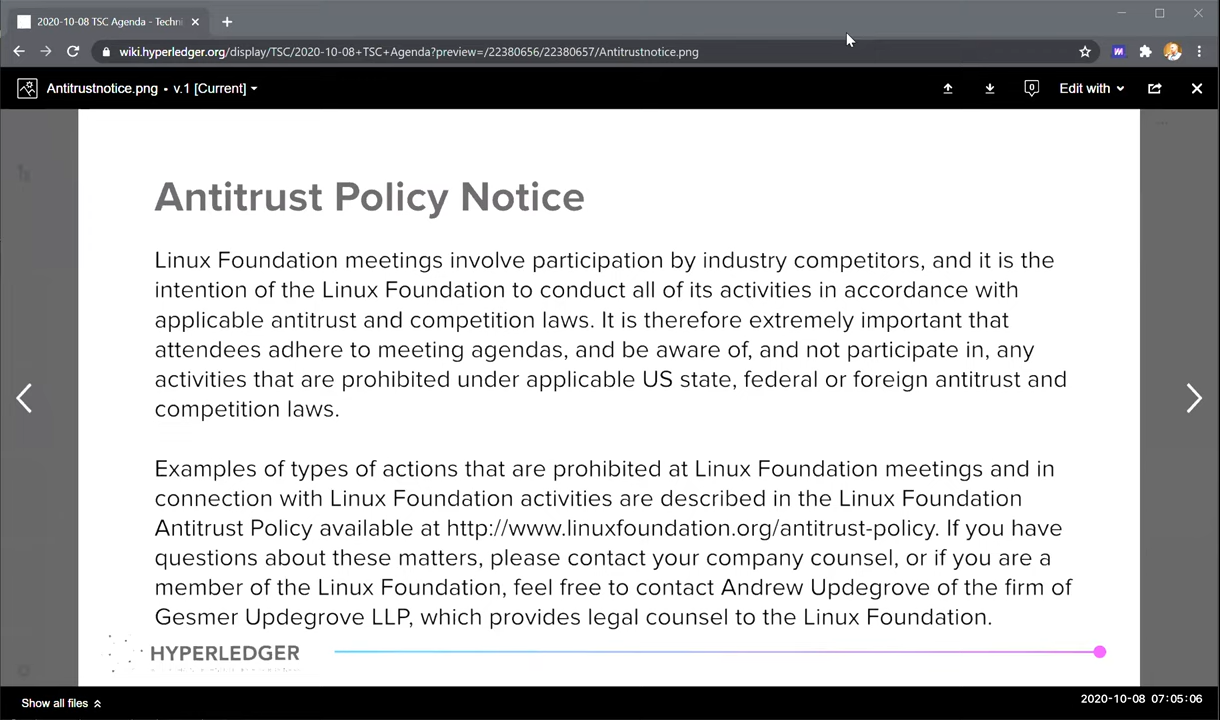 2020-10-08 TSC Agenda - Techni
wiki.hyperledger.org/display/TSC/2020-10-08+TSC+Agenda?preview=/22380656/22380657/Antitrustnotice.png
Antitrustnotice.png • v.1 [Current]
0
Edit with
Antitrust Policy Notice
Linux Foundation meetings involve participation by industry competitors, and it is the
intention of the Linux Foundation to conduct all of its activities in accordance with
applicable antitrust and competition laws. It is therefore extremely important that
attendees adhere to meeting agendas, and be aware of, and not participate in, any
activities that are prohibited under applicable US state, federal or foreign antitrust and
competition laws.
Examples of types of actions that are prohibited at Linux Foundation meetings and in
connection with Linux Foundation activities are described in the Linux Foundation
Antitrust Policy available at http://www.linuxfoundation.org/antitrust-policy. If you have
questions about these matters, please contact your company counsel, or if you are a
member of the Linux Foundation, feel free to contact Andrew Updegrove of the firm of
Gesmer Updegrove LLP, which provides legal counsel to the Linux Foundation.
HYPERLEDGER
Show all files
2020-10-08 07:05:06